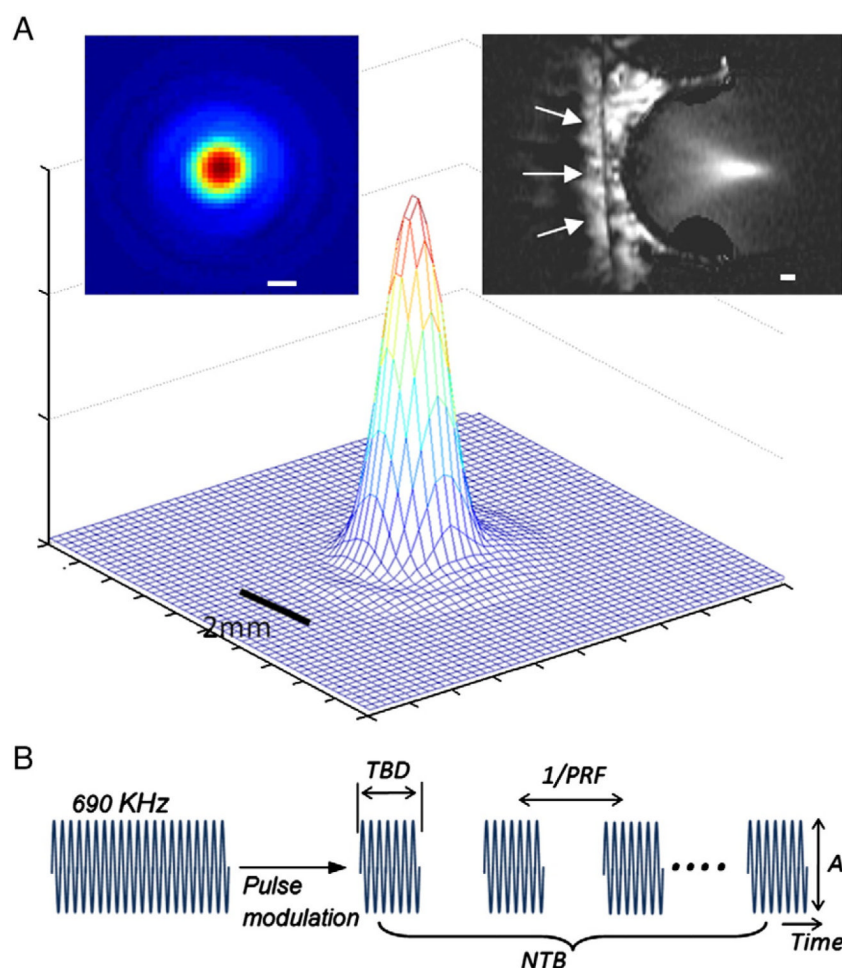 A
2mm
B
690 KHz
Pulse
modulation
TBD
1/PRF
A
Time
NTB